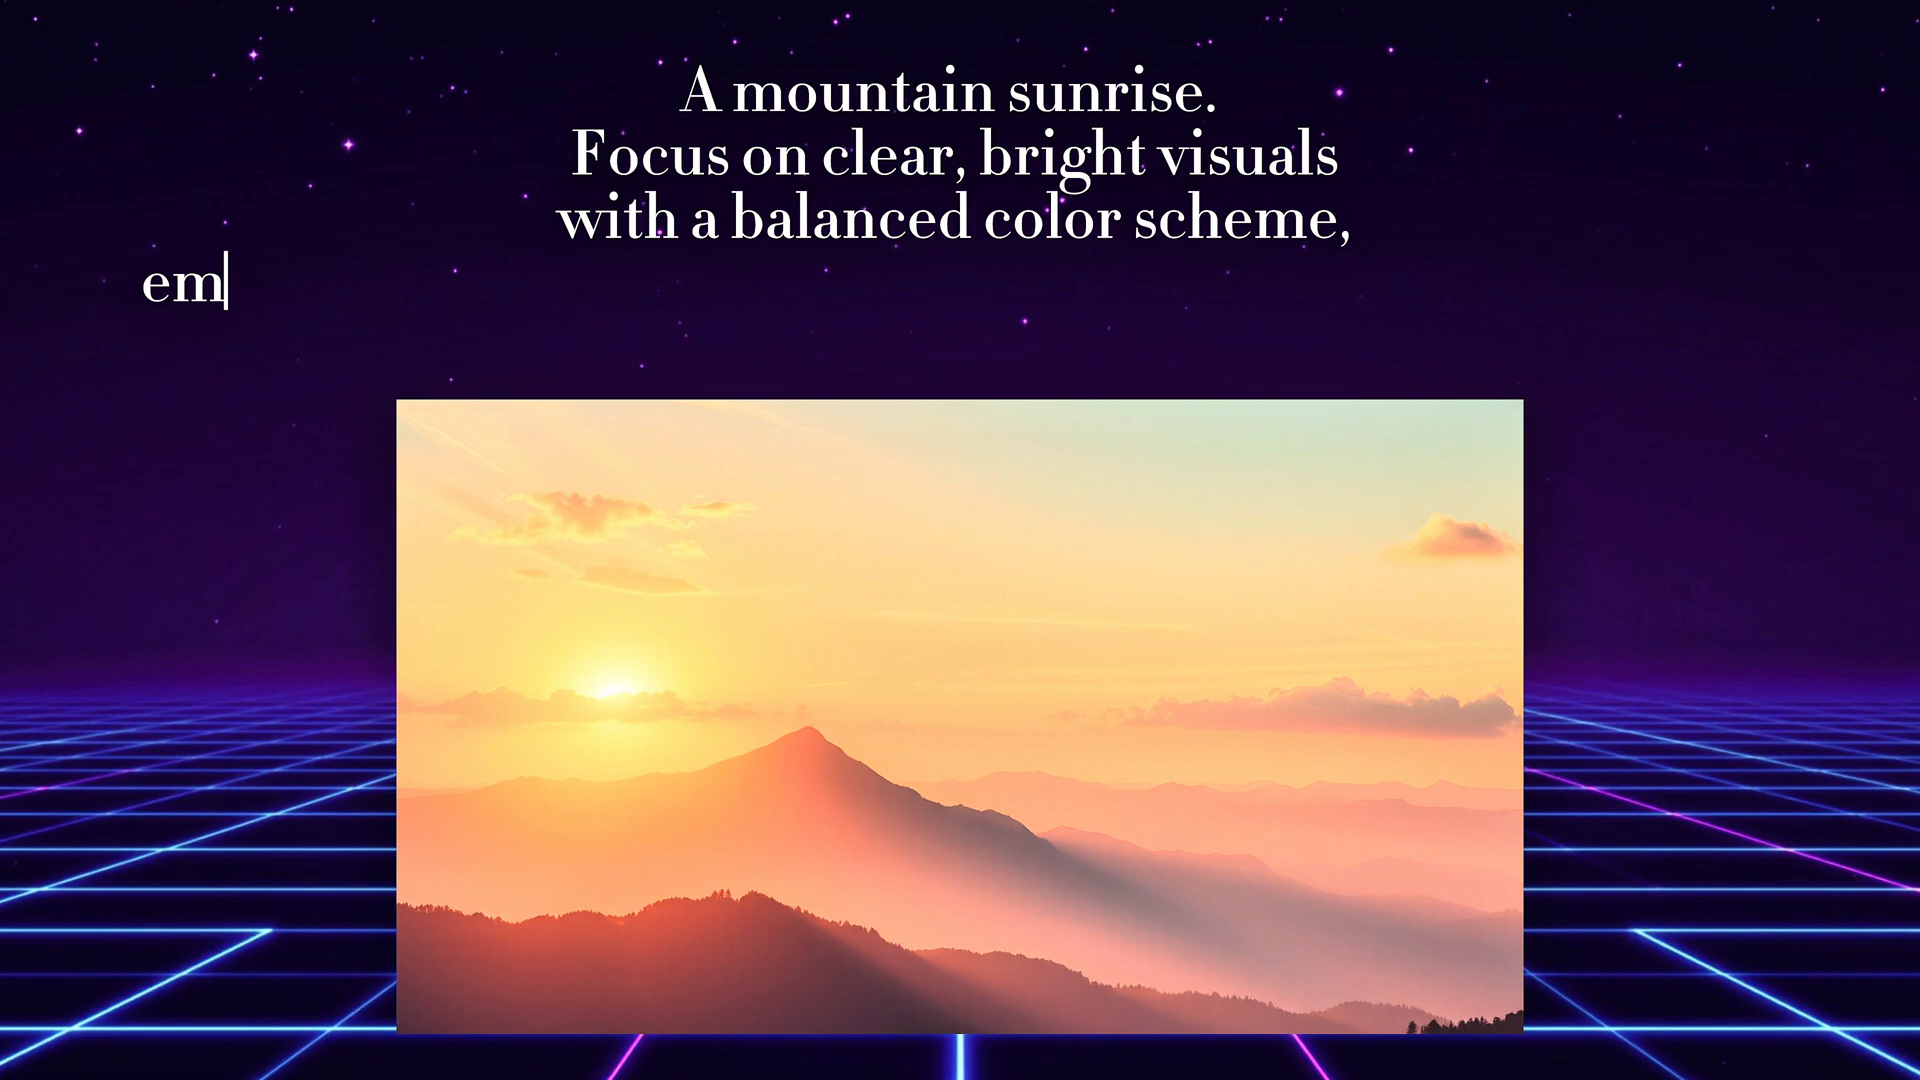 A mountain sunrise.
Focus on clear, bright visuals
with a balanced color scheme,
em